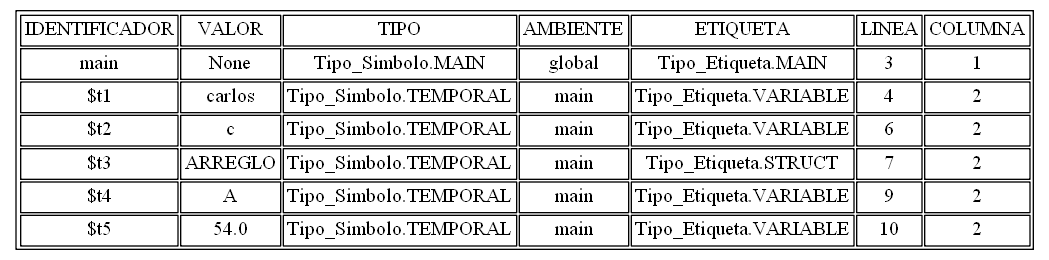 IDENTIFICADOR VALOR TIPO AMBIENTE ETIQUETA LINEA COLUMNA
main None Tipo_Simbolo.MAIN global Tipo_Etiqueta.MAIN 3 1
$t1 carlos Tipo_Simbolo.TEMPORAL main Tipo_Etiqueta.VARIABLE 4 2
$t2 c Tipo_Simbolo.TEMPORAL main Tipo_Etiqueta.VARIABLE 6 2
$t3 ARREGLO Tipo_Simbolo.TEMPORAL main Tipo_Etiqueta.STRUCT 7 2
$t4 A Tipo_Simbolo.TEMPORAL main Tipo_Etiqueta.VARIABLE 9 2
$t5 54.0 Tipo_Simbolo.TEMPORAL main Tipo_Etiqueta.VARIABLE 10 2